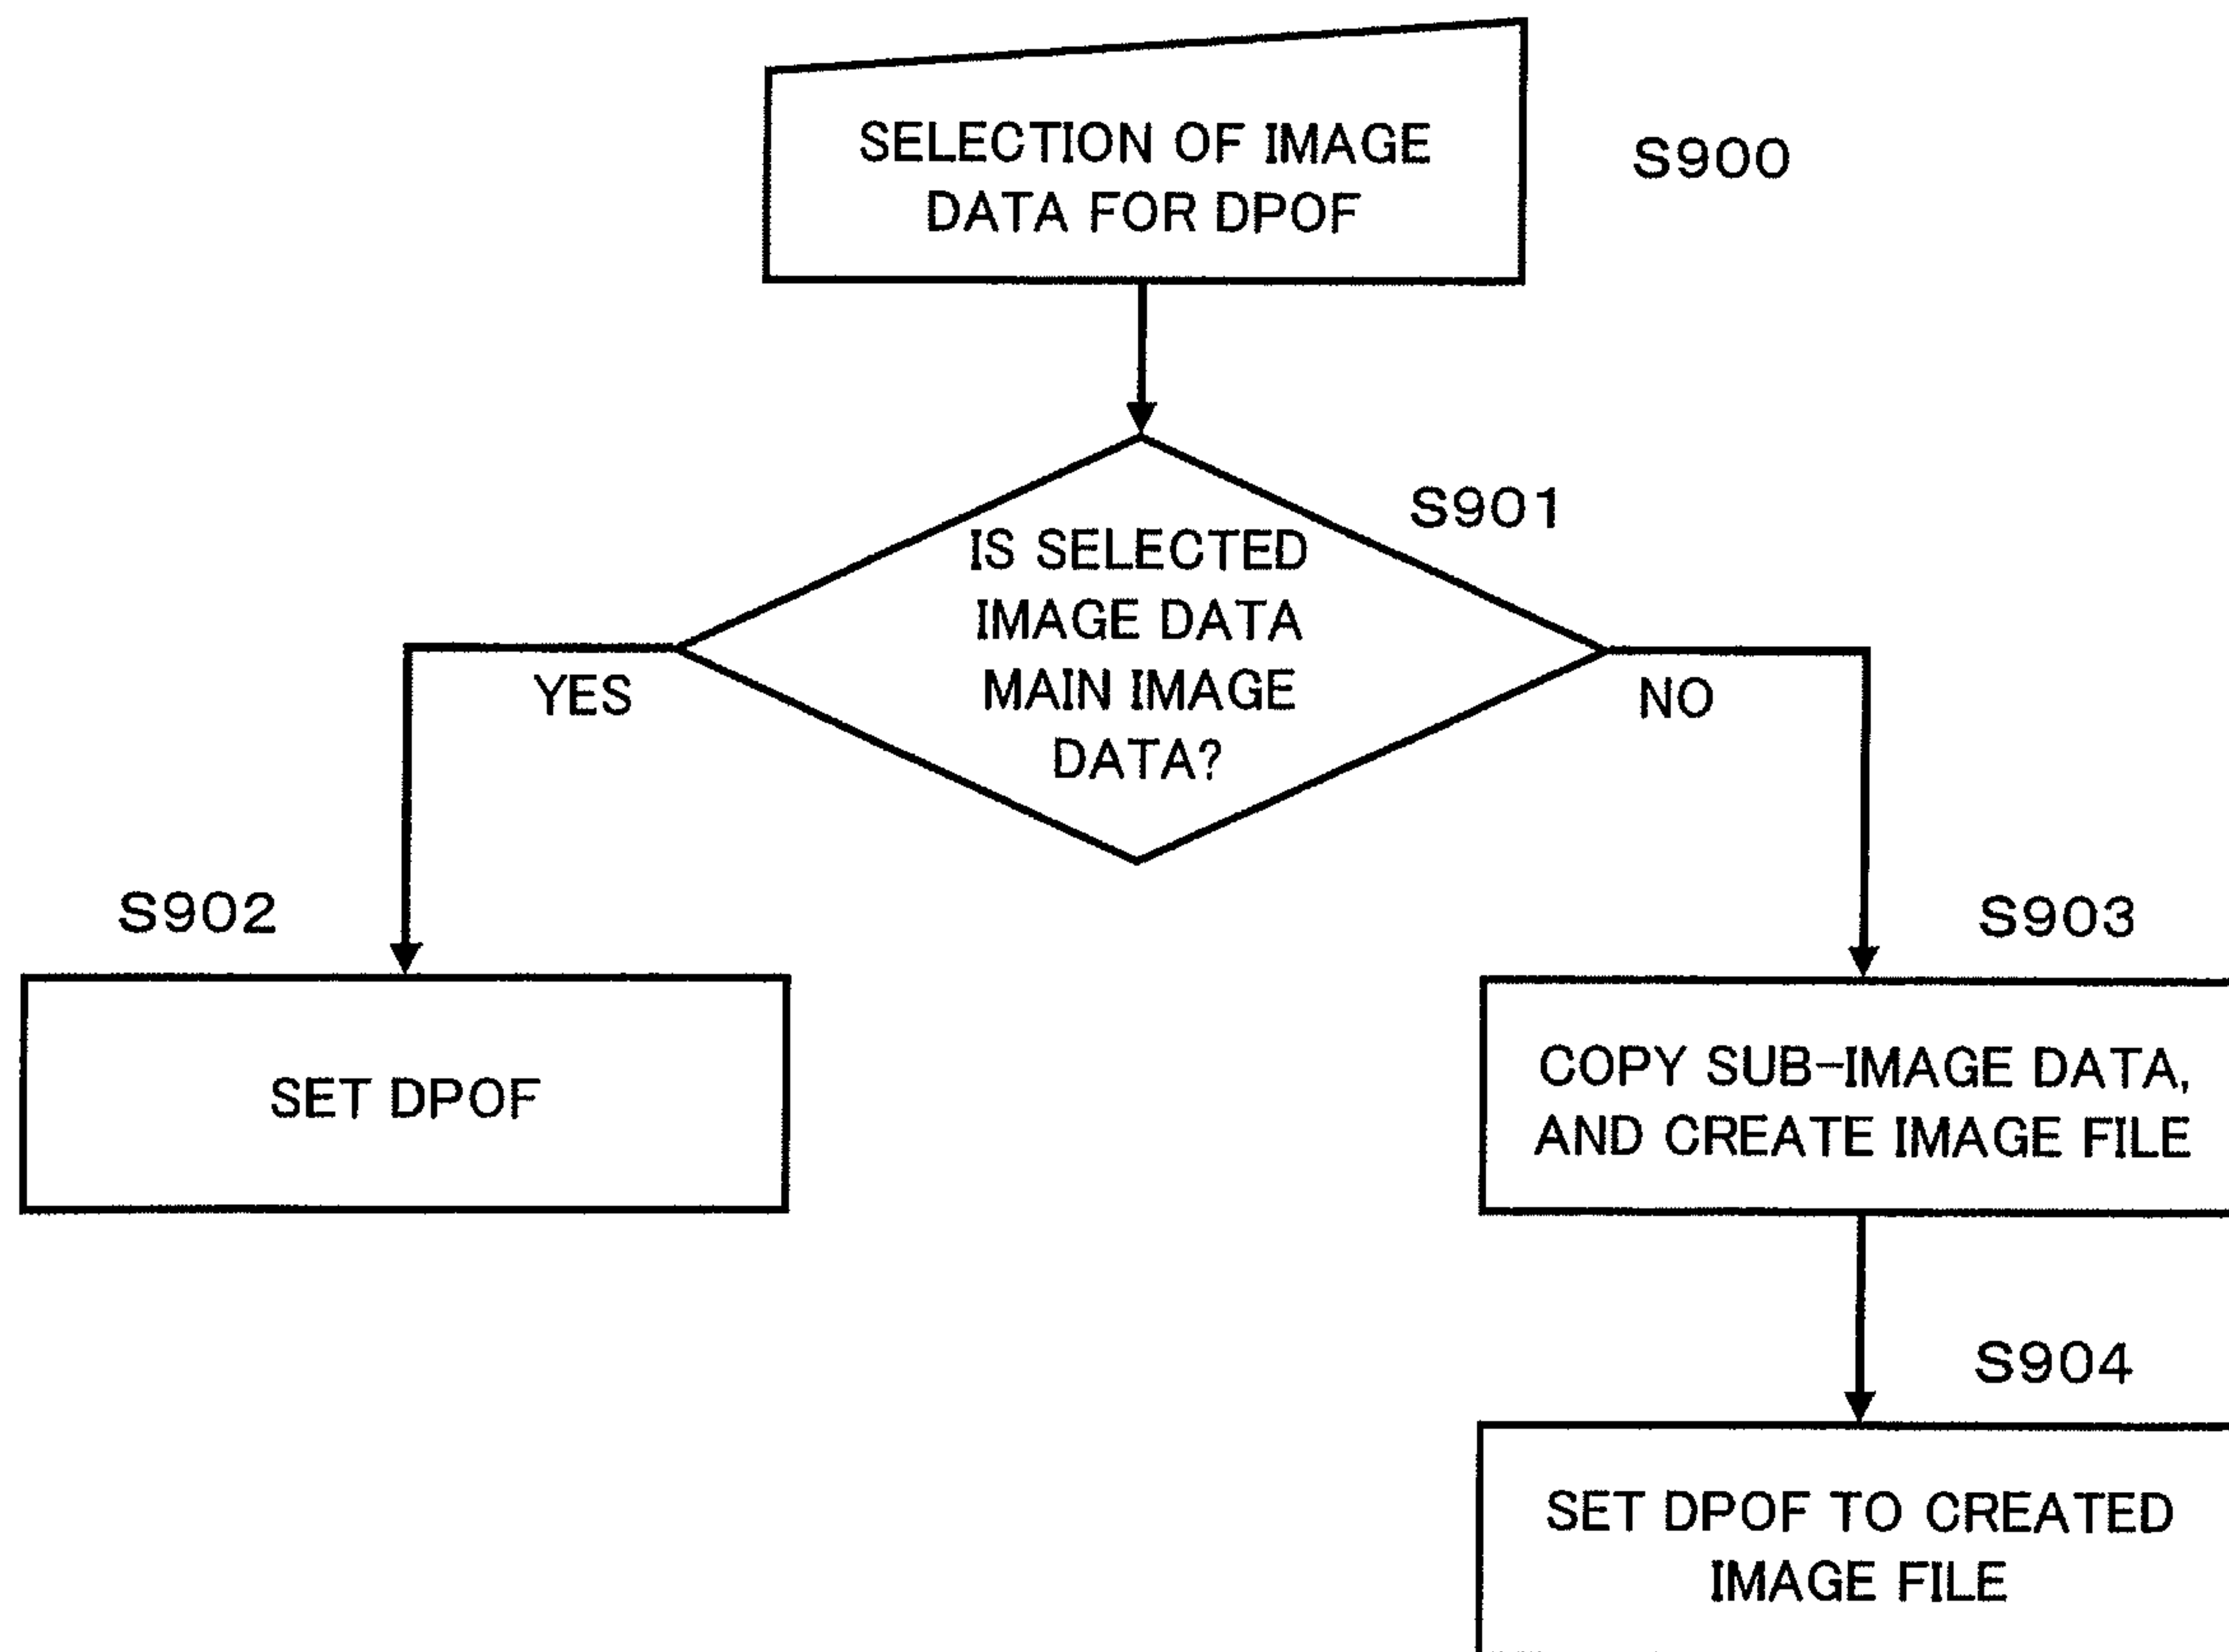 SELECTION OF IMAGE
DATA FOR DPOF
S900
S901
IS SELECTED
IMAGE DATA
MAIN IMAGE
DATA?
YES
NO
S902
SET DPOF
S903
COPY SUB-IMAGE DATA,
AND CREATE IMAGE FILE
S904
SET DPOF TO CREATED
IMAGE FILE